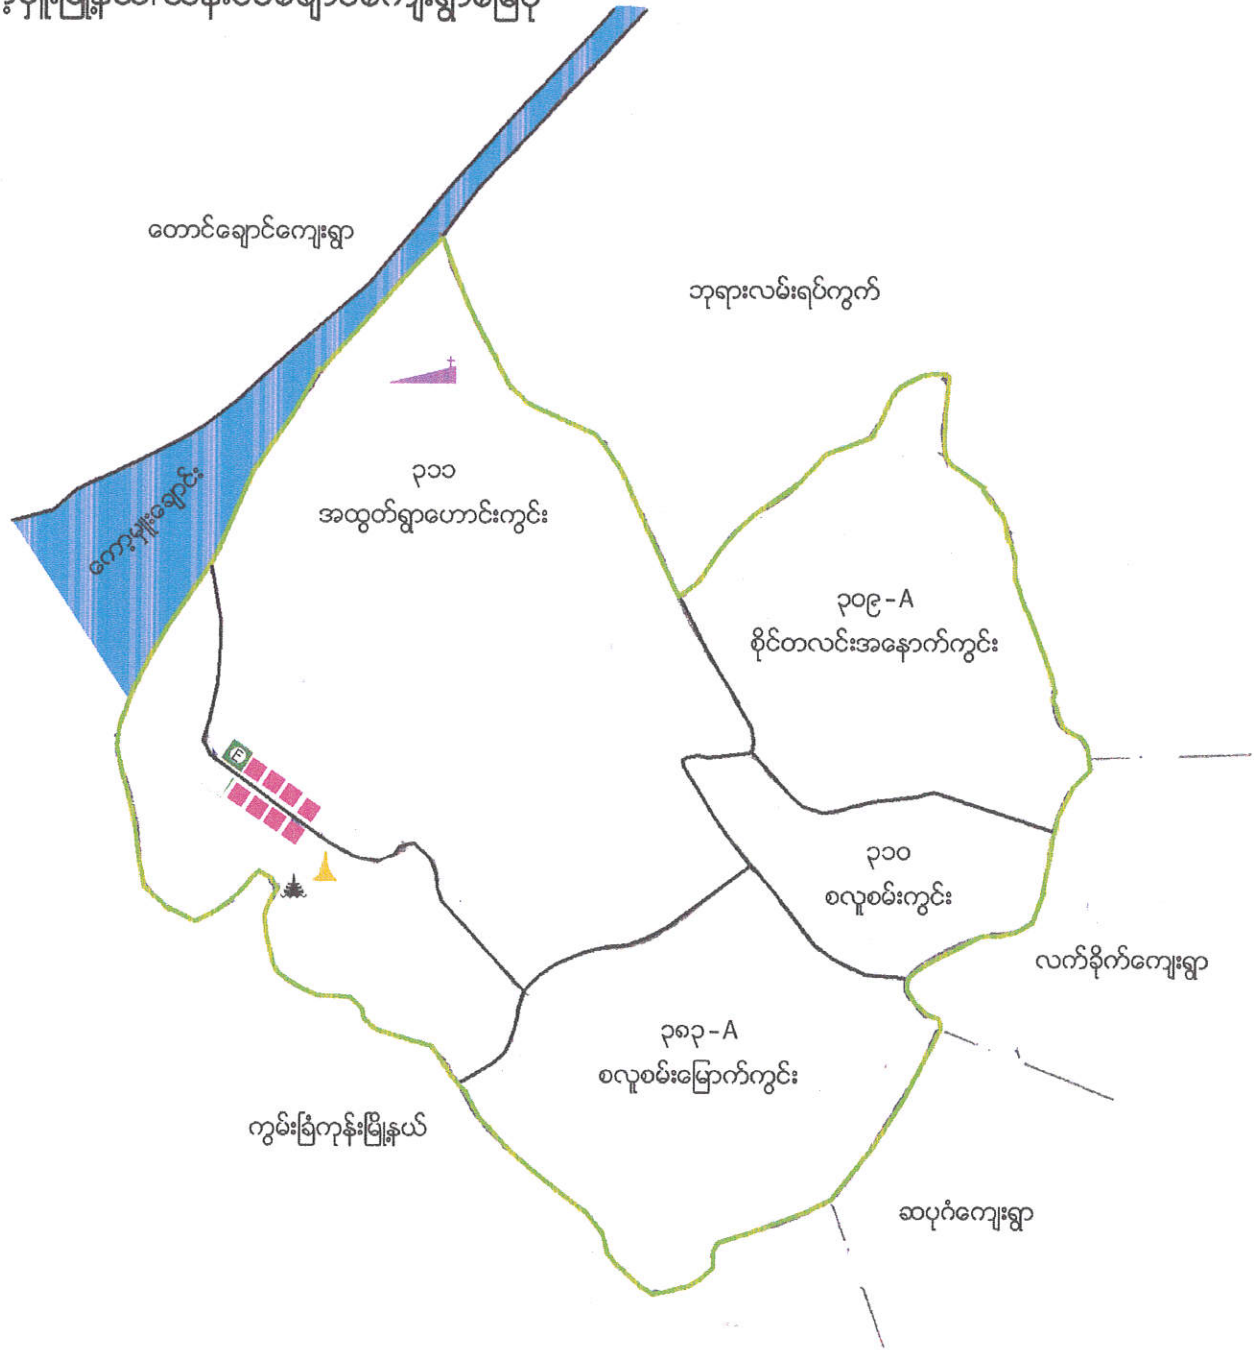 တောင်ချောင်ကျေးရွာ
ဘုရားလမ်းရပ်ကွက်
ကော့မှူးချောင်း
၃၁၁
အထွတ်ရွာဟောင်းကွင်း
၃၀၉-A
စိုင်တလင်းအနောက်ကွင်း
E
၃၁၀
စလူစမ်းကွင်း
လက်ခိုက်ကျေးရွာ
၃၈၃-A
စလူစမ်းမြောက်ကွင်း
ကွမ်းခြံကုန်းမြို့နယ်
ဆပုဂံကျေးရွာ